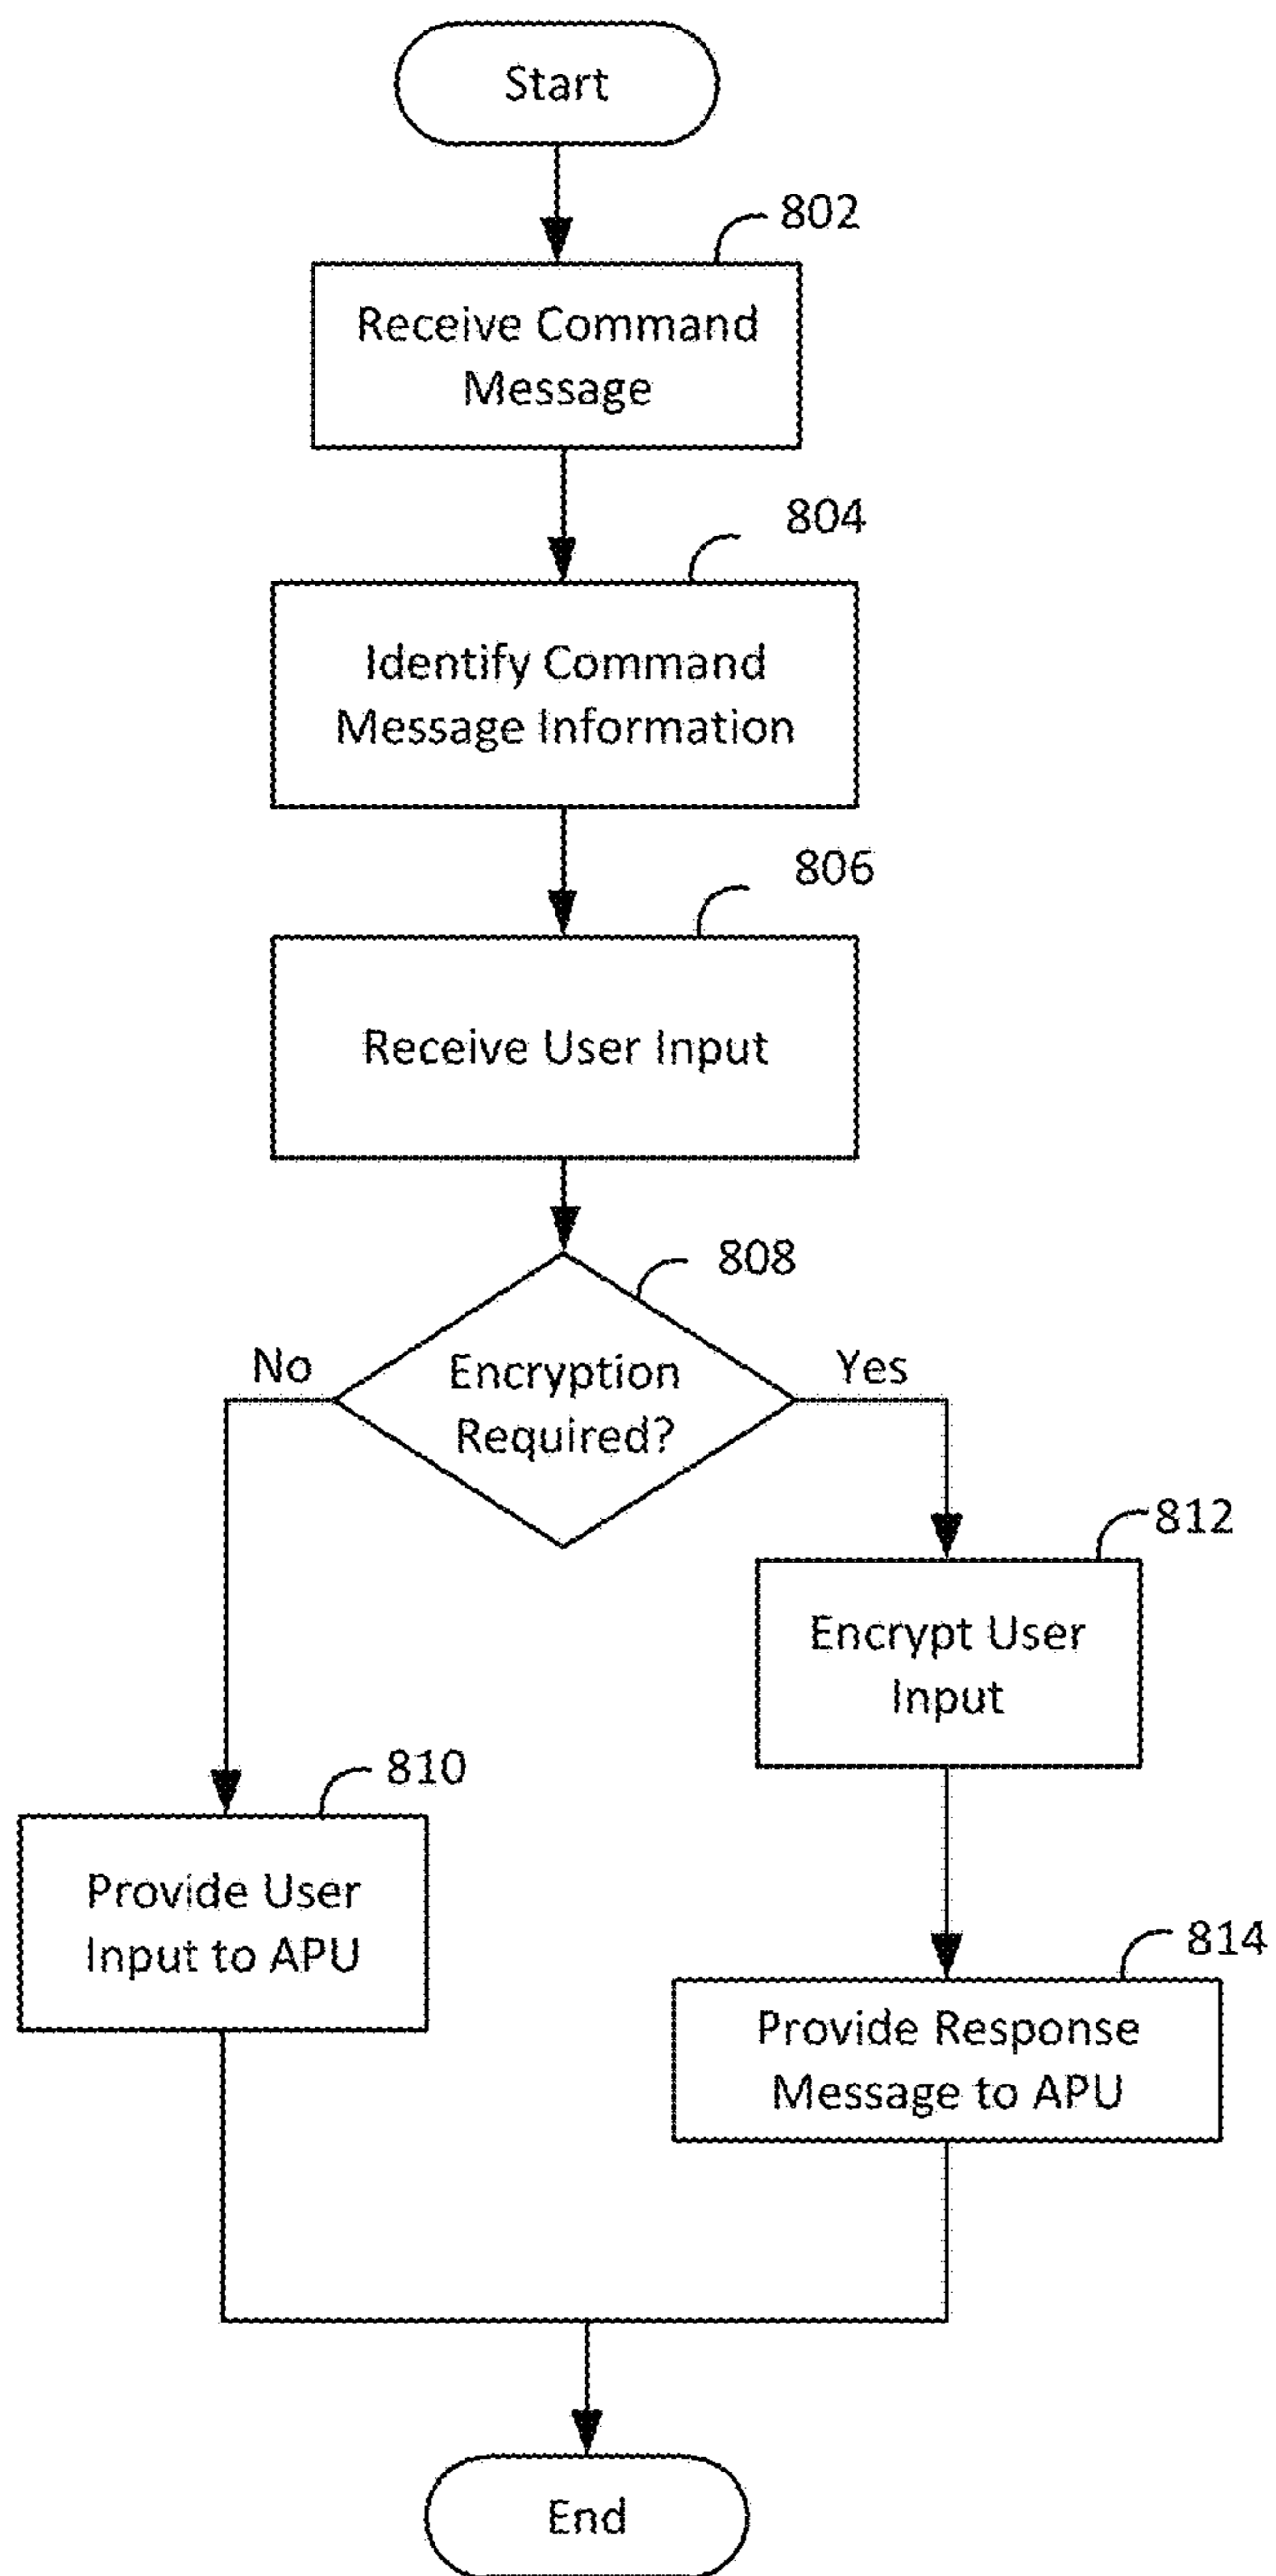 Start
802
Receive Command
Message
804
Identify Command
Message Information
806
Receive User Input
808
No
Encryption
Required?
Yes
812
Encrypt User
Input
810
Provide User
Input to APU
814
Provide Response
Message to APU
End